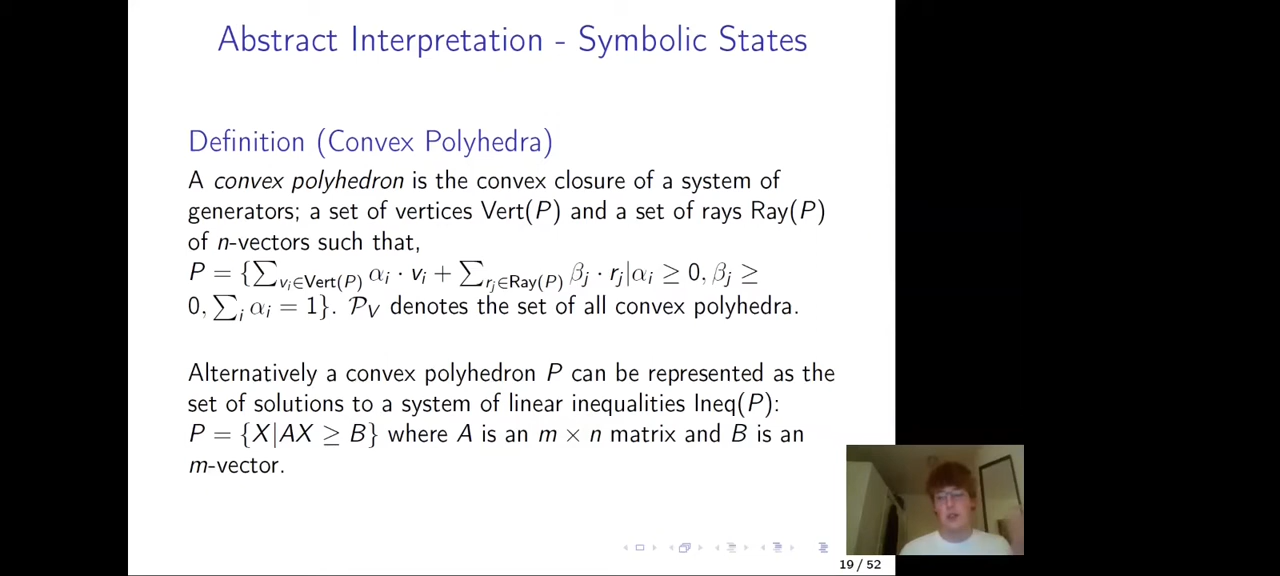 Abstract Interpretation - Symbolic States
Definition (Convex Polyhedra)
A convex polyhedron is the convex closure of a system of
generators; a set of vertices Vert(P) and a set of rays Ray(P)
of n-vectors such that,
P = {∑_{v_i∈Vert(P)} α_i · v_i + ∑_{r_j∈Ray(P)} β_j · r_j|α_i ≥ 0, β_j ≥
0, ∑_i α_i = 1}. 𝒫_V denotes the set of all convex polyhedra.
Alternatively a convex polyhedron P can be represented as the
set of solutions to a system of linear inequalities Ineq(P):
P = {X|AX ≥ B} where A is an m × n matrix and B is an
m-vector.
19 / 52